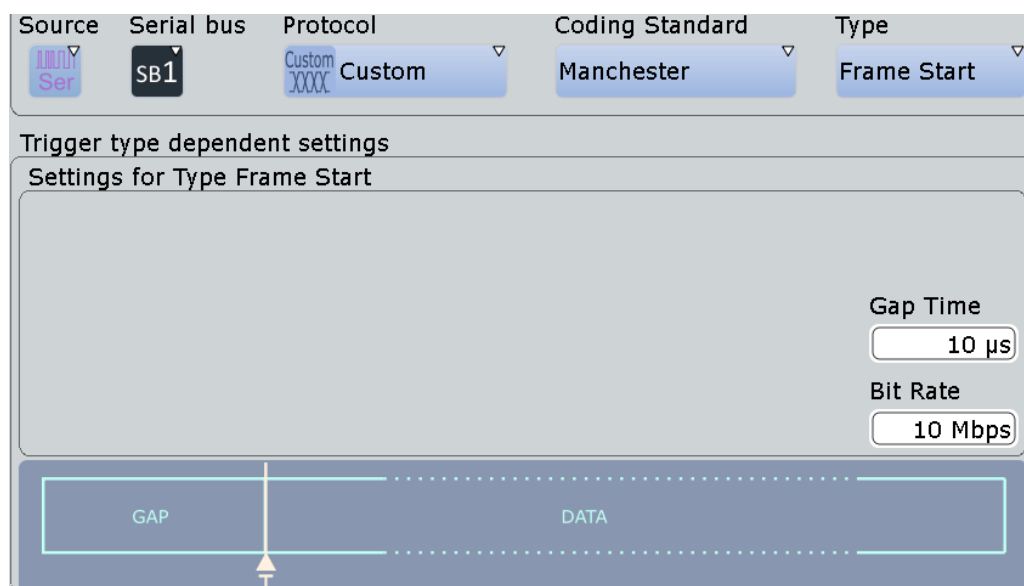 Source Serial bus Protocol Coding Standard Type
Ser SB1 Custom XXXX Custom Manchester Frame Start
Trigger type dependent settings
Settings for Type Frame Start
Gap Time
10 µs
Bit Rate
10 Mbps
GAP DATA
T